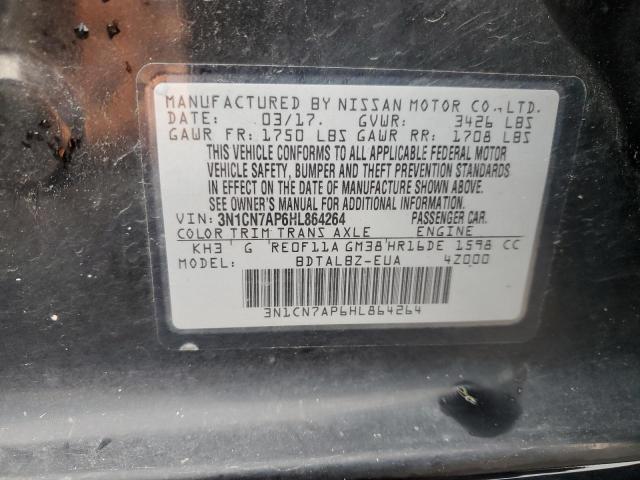 MANUFACTURED BY NISSAN MOTOR CO.,LTD.
DATE: 03/17. GVWR: 3426 LBS
GAWR FR: 1750 LBS GAWR RR: 1708 LBS
THIS VEHICLE CONFORMS TO ALL APPLICABLE FEDERAL MOTOR
VEHICLE SAFETY, BUMPER AND THEFT PREVENTION STANDARDS
IN EFFECT ON THE DATE OF MANUFACTURE SHOWN ABOVE.
SEE OWNER'S MANUAL FOR ADDITIONAL INFORMATION.
VIN: 3N1CN7AP6HL864264 PASSENGER CAR.
COLOR TRIM TRANS AXLE ENGINE
KH3 G RE0F11A GM38 HR16DE 1598 CC
MODEL: BDTALBZ-EUA 4Z000
3N1CN7AP6HL864264